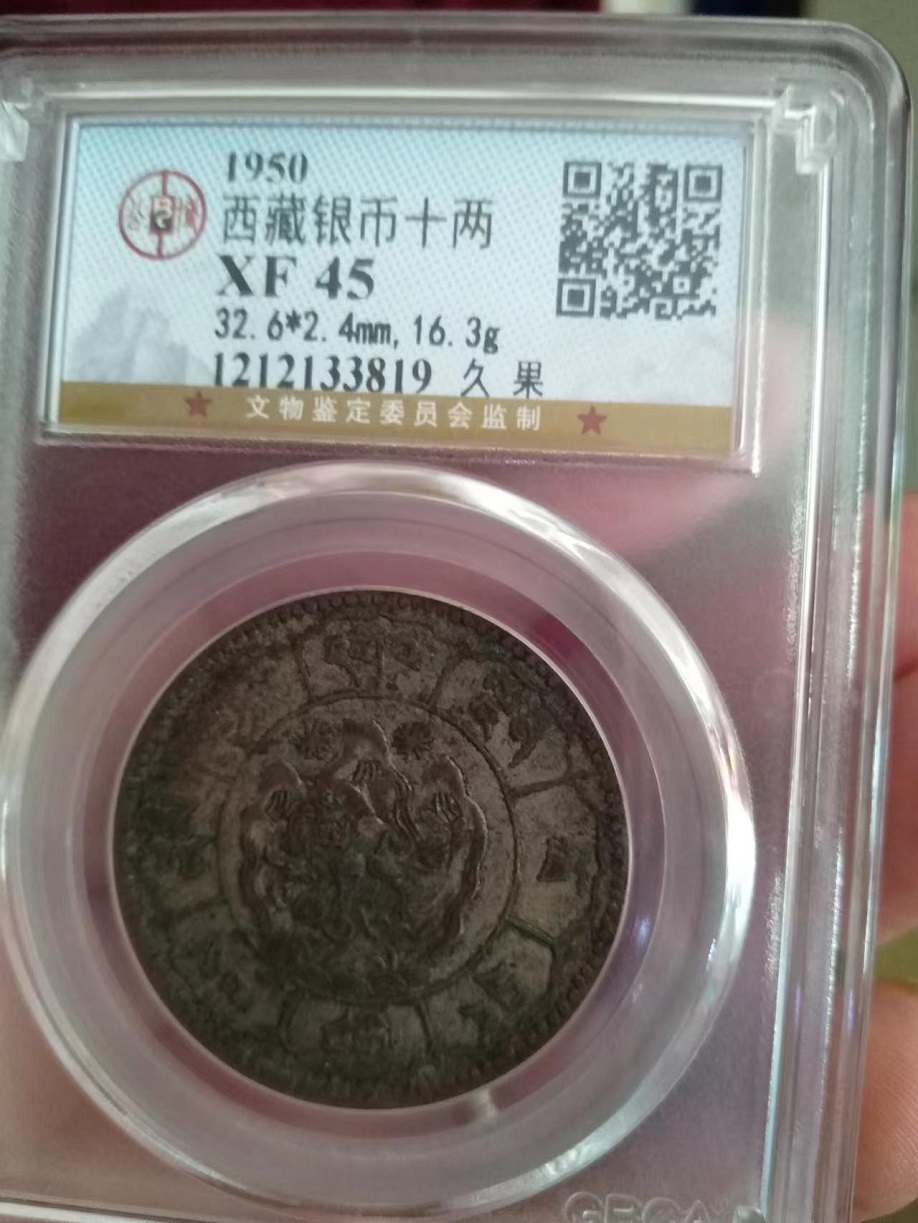 1950
西藏银币十两
XF 45
32.6*2.4mm,16.3g
1212133819 久 果
文物鉴定委员会监制